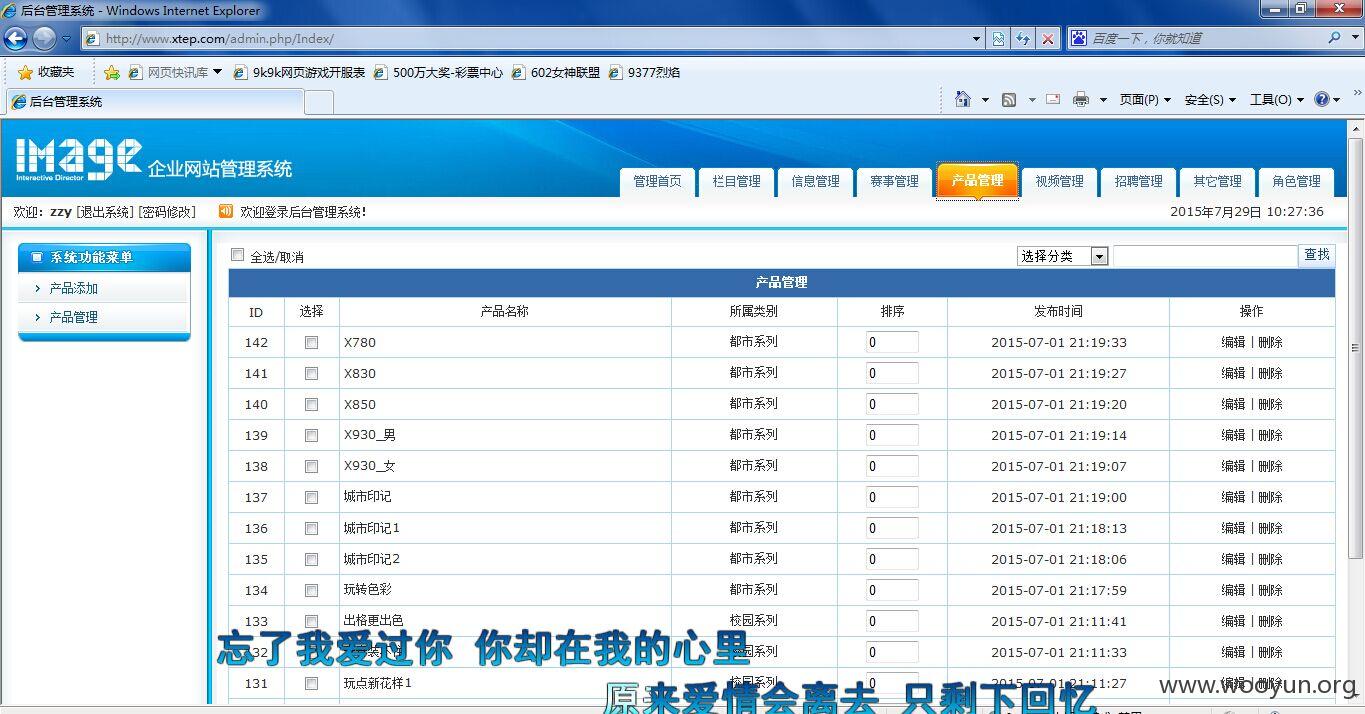 后台管理系统 - Windows Internet Explorer
http://www.xtep.com/admin.php/Index/
百度一下，你就知道
收藏夹 网页快讯库 9k9k网页游戏开服表 500万大奖-彩票中心 602女神联盟 9377烈焰
后台管理系统
页面(P) 安全(S) 工具(O)
IMAGE 企业网站管理系统
Interactive Director
管理首页 栏目管理 信息管理 赛事管理 产品管理 视频管理 招聘管理 其它管理 角色管理
欢迎：zzy [退出系统] [密码修改] 欢迎登录后台管理系统！ 2015年7月29日 10:27:36
系统功能菜单
产品添加
产品管理
全选/取消 选择分类 查找
产品管理
ID 选择 产品名称 所属类别 排序 发布时间 操作
142 X780 都市系列 0 2015-07-01 21:19:33 编辑 | 删除
141 X830 都市系列 0 2015-07-01 21:19:27 编辑 | 删除
140 X850 都市系列 0 2015-07-01 21:19:20 编辑 | 删除
139 X930_男 都市系列 0 2015-07-01 21:19:14 编辑 | 删除
138 X930_女 都市系列 0 2015-07-01 21:19:07 编辑 | 删除
137 城市印记 都市系列 0 2015-07-01 21:19:00 编辑 | 删除
136 城市印记1 都市系列 0 2015-07-01 21:18:13 编辑 | 删除
135 城市印记2 都市系列 0 2015-07-01 21:18:06 编辑 | 删除
134 玩转色彩 都市系列 0 2015-07-01 21:17:59 编辑 | 删除
133 出格更出色 校园系列 0 2015-07-01 21:11:41 编辑 | 删除
忘了我爱过你 你却在我的心里
132 校园系列 0 2015-07-01 21:11:33 编辑 | 删除
131 玩点新花样1 校园系列 0 2015-07-01 21:11:27 编辑 | 删除
原来爱情会离去 只剩下回忆
www.wooyun.org